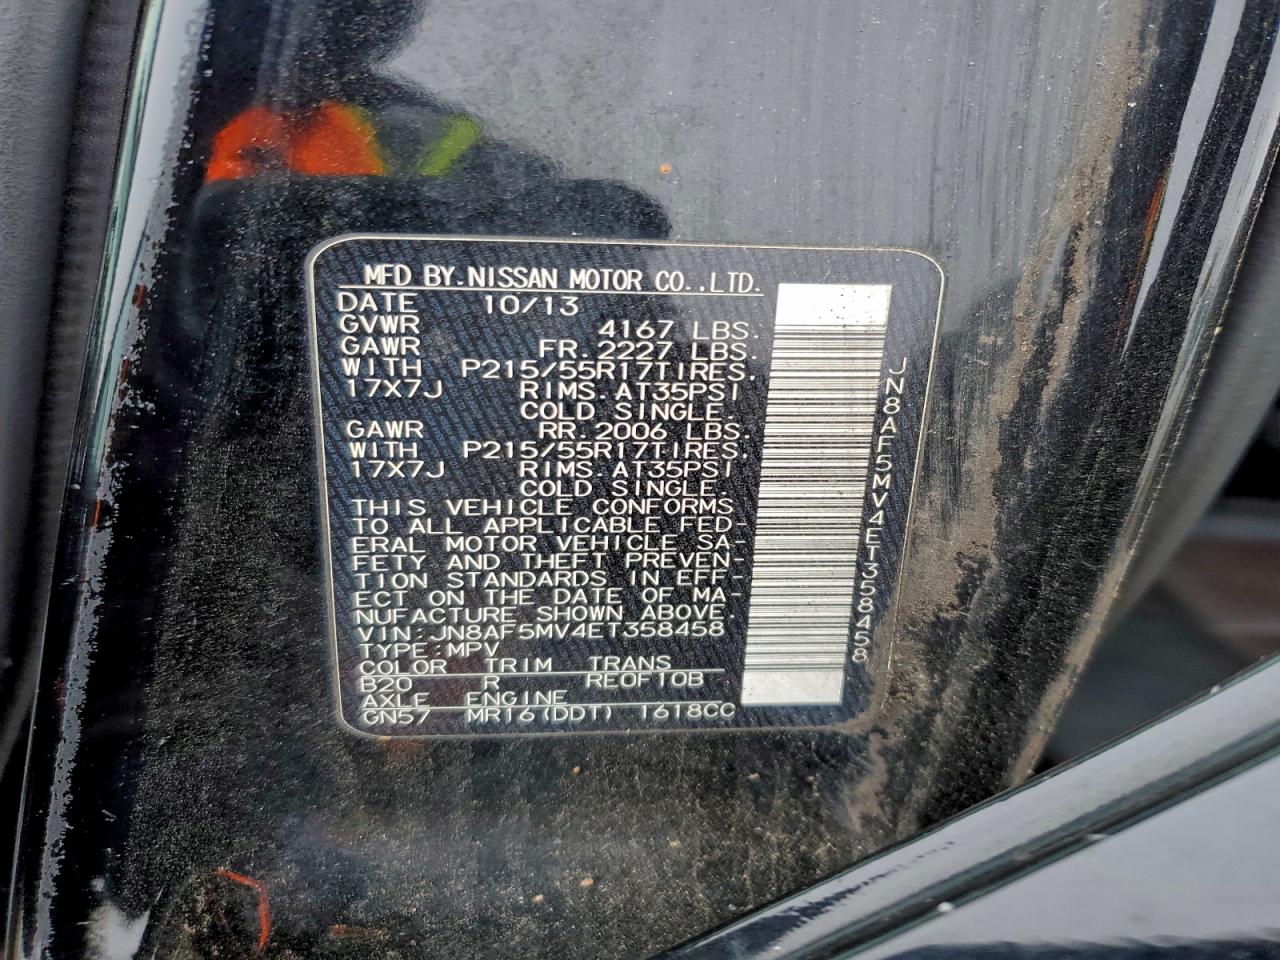 MFD BY.NISSAN MOTOR CO.,LTD.
DATE 10/13
GVWR 4167 LBS.
GAWR FR.2227 LBS.
WITH P215/55R17TIRES.
17X7J RIMS.AT35PSI
COLD SINGLE.
GAWR RR.2006 LBS.
WITH P215/55R17TIRES.
17X7J RIMS.AT35PSI
COLD SINGLE.
THIS VEHICLE CONFORMS
TO ALL APPLICABLE FED-
ERAL MOTOR VEHICLE SA-
FETY AND THEFT PREVEN-
TION STANDARDS IN EFF-
ECT ON THE DATE OF MA-
NUFACTURE SHOWN ABOVE.
VIN:JN8AF5MV4ET358458
TYPE:MPV
COLOR TRIM TRANS
B20 R RE0F10B
AXLE ENGINE
GN57 MR16(DDT) 1618CC
JN8AF5MV4ET358458